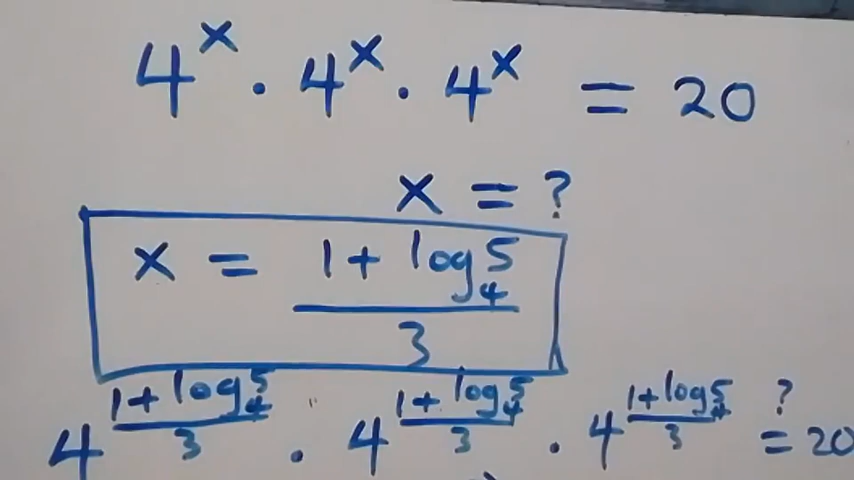 4^x · 4^x · 4^x = 20
x = ?
x = (1 + log_4 5)/3
4^((1 + log_4 5)/3) · 4^((1 + log_4 5)/3) · 4^((1 + log_4 5)/3) =? 20